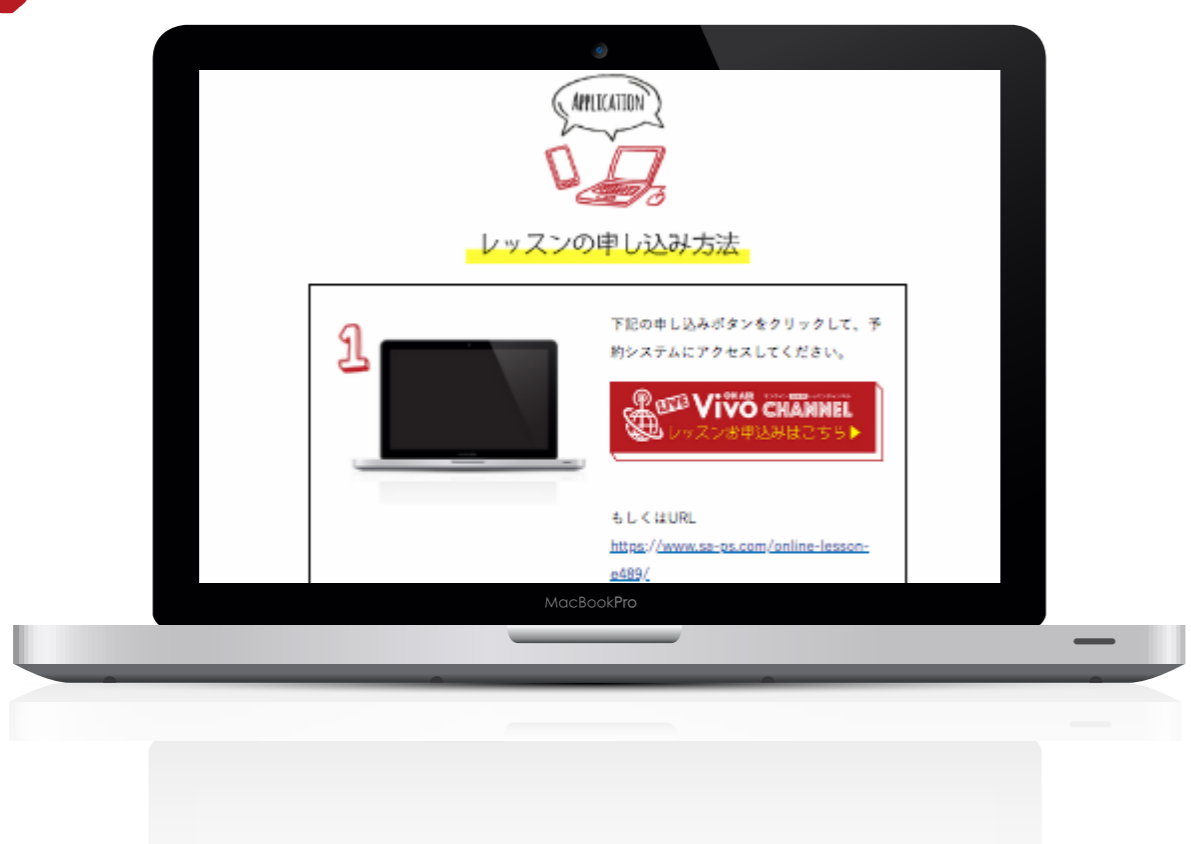 APPLICATION
レッスンの申し込み方法
1
下記の申し込みボタンをクリックして、予
約システムにアクセスしてください。
ON AIR
LIVE VIVO CHANNEL
レッスンお申込みはこちら▶
もしくはURL
https://www.sa-ps.com/online-lesson-
e489/
MacBookPro